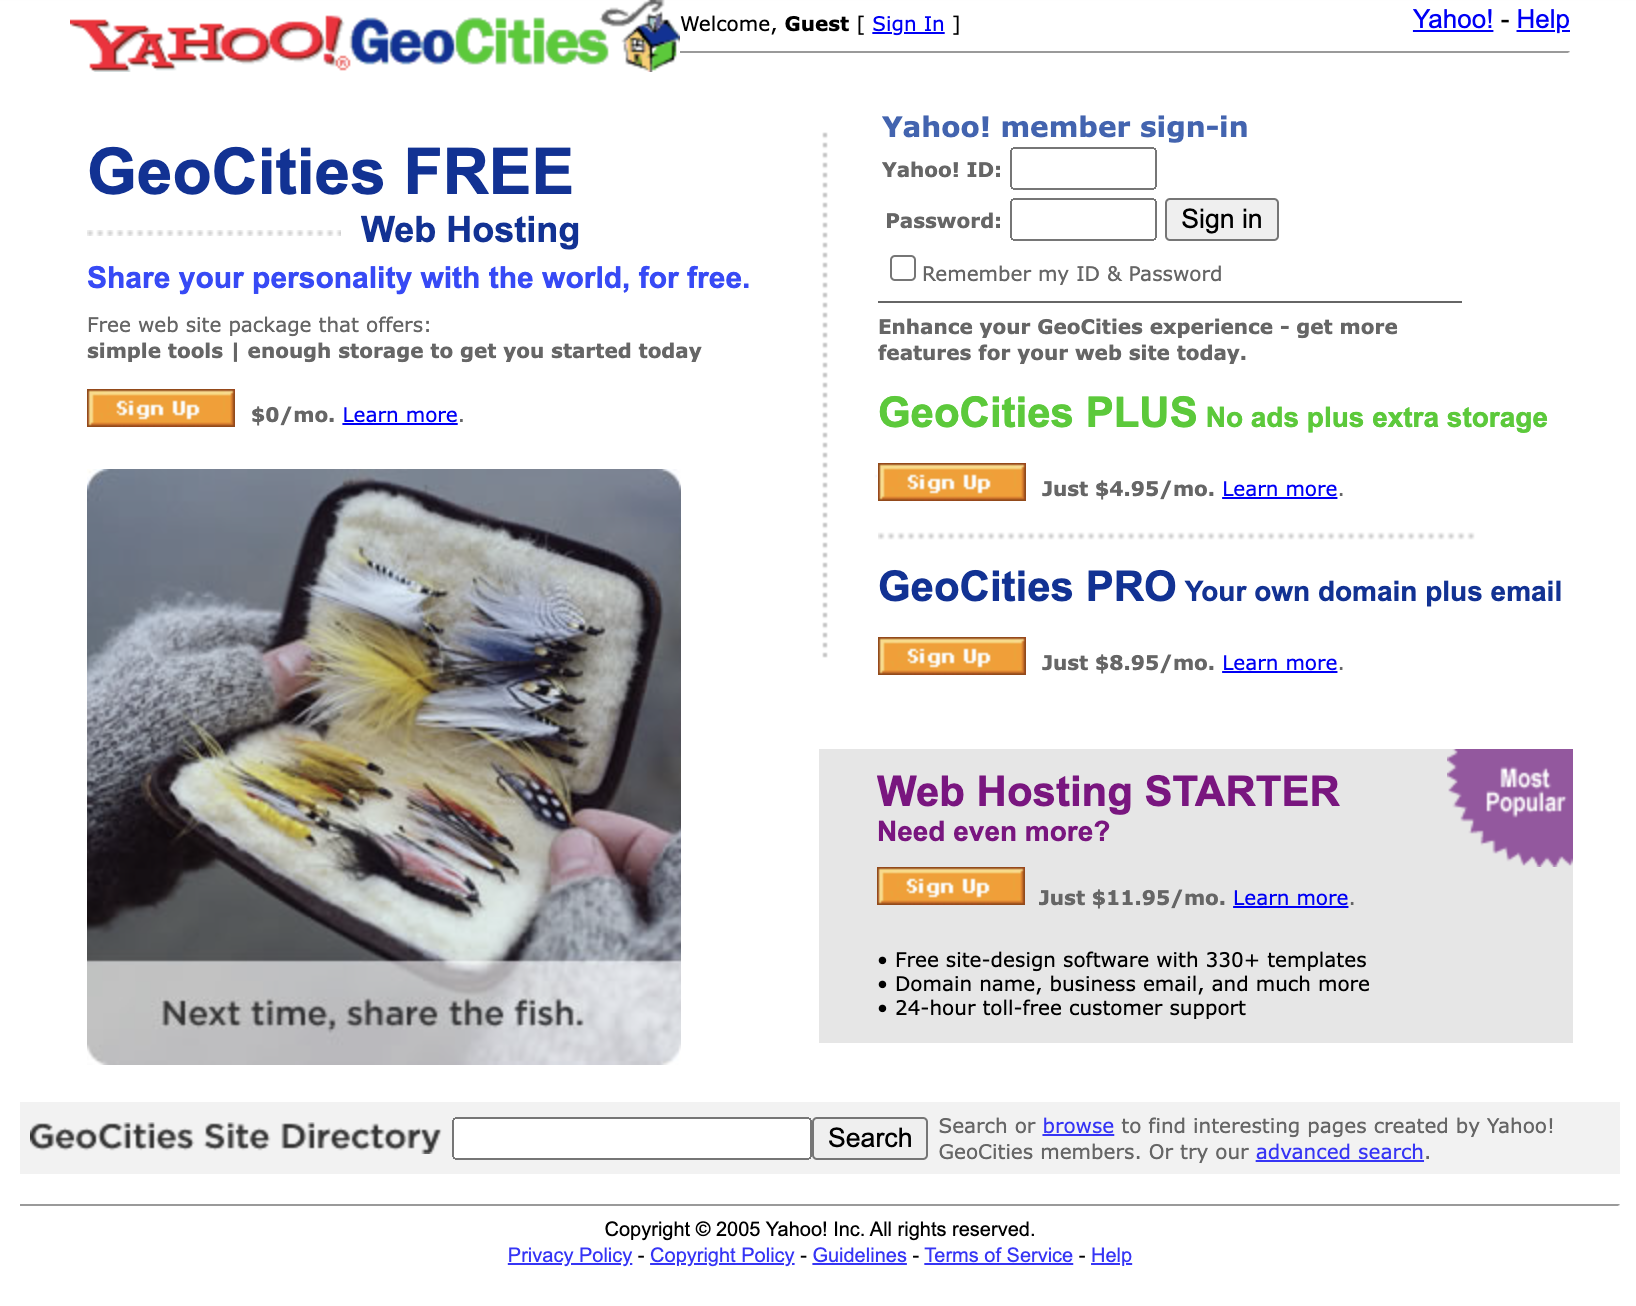 YAHOO!® GeoCities
Welcome, Guest [ Sign In ]
Yahoo! - Help
GeoCities FREE
Web Hosting
Share your personality with the world, for free.
Free web site package that offers:
simple tools | enough storage to get you started today
Sign Up $0/mo. Learn more.
Next time, share the fish.
Yahoo! member sign-in
Yahoo! ID:
Password: Sign in
Remember my ID & Password
Enhance your GeoCities experience - get more
features for your web site today.
GeoCities PLUS No ads plus extra storage
Sign Up Just $4.95/mo. Learn more.
GeoCities PRO Your own domain plus email
Sign Up Just $8.95/mo. Learn more.
Web Hosting STARTER
Need even more?
Most
Popular
Sign Up Just $11.95/mo. Learn more.
• Free site-design software with 330+ templates
• Domain name, business email, and much more
• 24-hour toll-free customer support
GeoCities Site Directory Search
Search or browse to find interesting pages created by Yahoo!
GeoCities members. Or try our advanced search.
Copyright © 2005 Yahoo! Inc. All rights reserved.
Privacy Policy - Copyright Policy - Guidelines - Terms of Service - Help